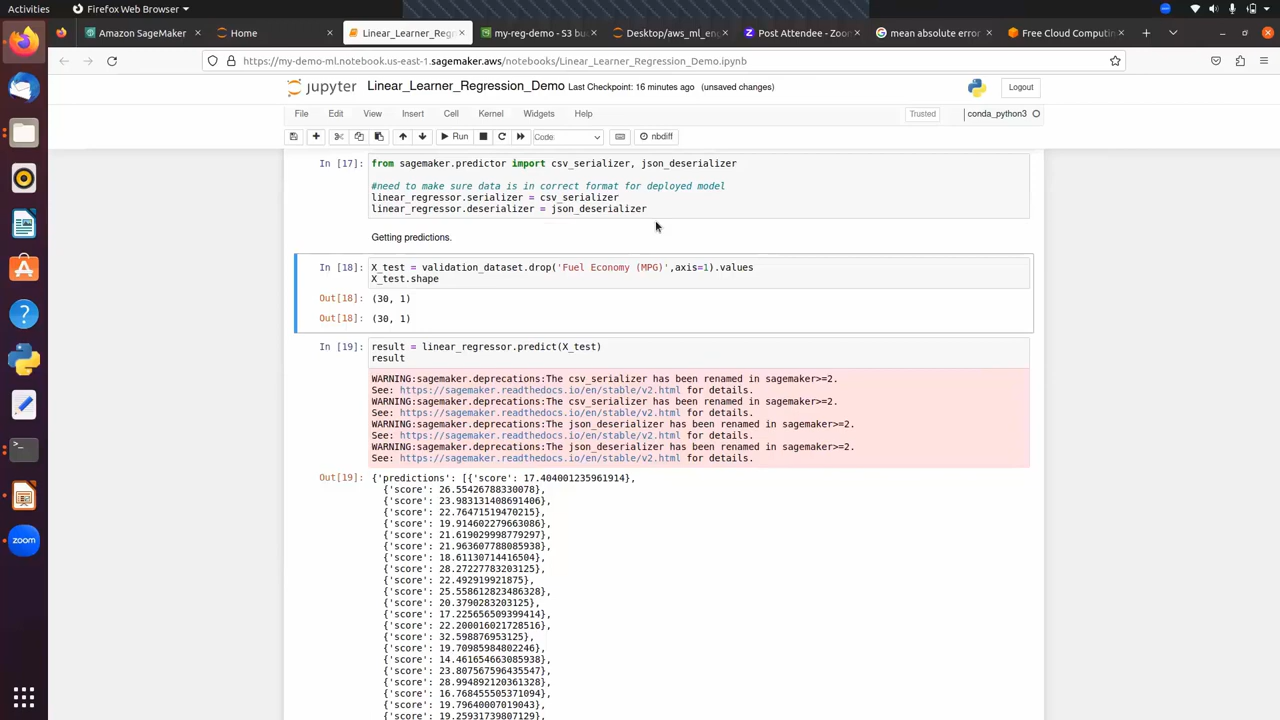 Activities
Firefox Web Browser
Amazon SageMaker
Home
Linear_Learner_Reg
my-reg-demo - S3 bu
Desktop/aws_ml_en
Post Attendee - Zoom
mean absolute error
Free Cloud Computin
https://my-demo-ml.notebook.us-east-1.sagemaker.aws/notebooks/Linear_Learner_Regression_Demo.ipynb
jupyter Linear_Learner_Regression_Demo Last Checkpoint: 16 minutes ago (unsaved changes)
Logout
File Edit View Insert Cell Kernel Widgets Help
Trusted
conda_python3
Run
Code
nbdiff
In [17]: from sagemaker.predictor import csv_serializer, json_deserializer
#need to make sure data is in correct format for deployed model
linear_regressor.serializer = csv_serializer
linear_regressor.deserializer = json_deserializer
Getting predictions.
In [18]: X_test = validation_dataset.drop('Fuel Economy (MPG)',axis=1).values
X_test.shape
Out[18]: (30, 1)
Out[18]: (30, 1)
In [19]: result = linear_regressor.predict(X_test)
result
WARNING:sagemaker.deprecations:The csv_serializer has been renamed in sagemaker>=2.
See: https://sagemaker.readthedocs.io/en/stable/v2.html for details.
WARNING:sagemaker.deprecations:The csv_serializer has been renamed in sagemaker>=2.
See: https://sagemaker.readthedocs.io/en/stable/v2.html for details.
WARNING:sagemaker.deprecations:The json_deserializer has been renamed in sagemaker>=2.
See: https://sagemaker.readthedocs.io/en/stable/v2.html for details.
WARNING:sagemaker.deprecations:The json_deserializer has been renamed in sagemaker>=2.
See: https://sagemaker.readthedocs.io/en/stable/v2.html for details.
Out[19]: {'predictions': [{'score': 17.404001235961914},
{'score': 26.55426788330078},
{'score': 23.983131408691406},
{'score': 22.76471519470215},
{'score': 19.914602279663086},
{'score': 21.619029998779297},
{'score': 21.963607788085938},
{'score': 18.61130714416504},
{'score': 28.27227783203125},
{'score': 22.492919921875},
{'score': 25.558612823486328},
{'score': 20.3790283203125},
{'score': 17.225656509399414},
{'score': 22.200016021728516},
{'score': 32.598876953125},
{'score': 19.70985984802246},
{'score': 14.461654663085938},
{'score': 23.807567596435547},
{'score': 28.994892120361328},
{'score': 16.768455505371094},
{'score': 19.79640007019043},
{'score': 19.25931739807129},
zoom